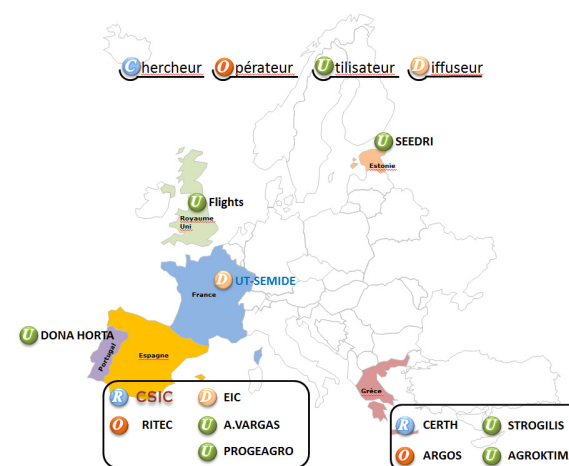 Chercheur Opérateur Utilisateur Diffuseur
U SEEDRI
Estonie
U Flights
Royaume
Uni
France
D UT-SEMIDE
U DONA HORTA
Portugal
Espagne
Grèce
R CSIC D EIC
O RITEC U A.VARGAS
U PROGEAGRO
R CERTH U STROGILIS
O ARGOS U AGROKTIM